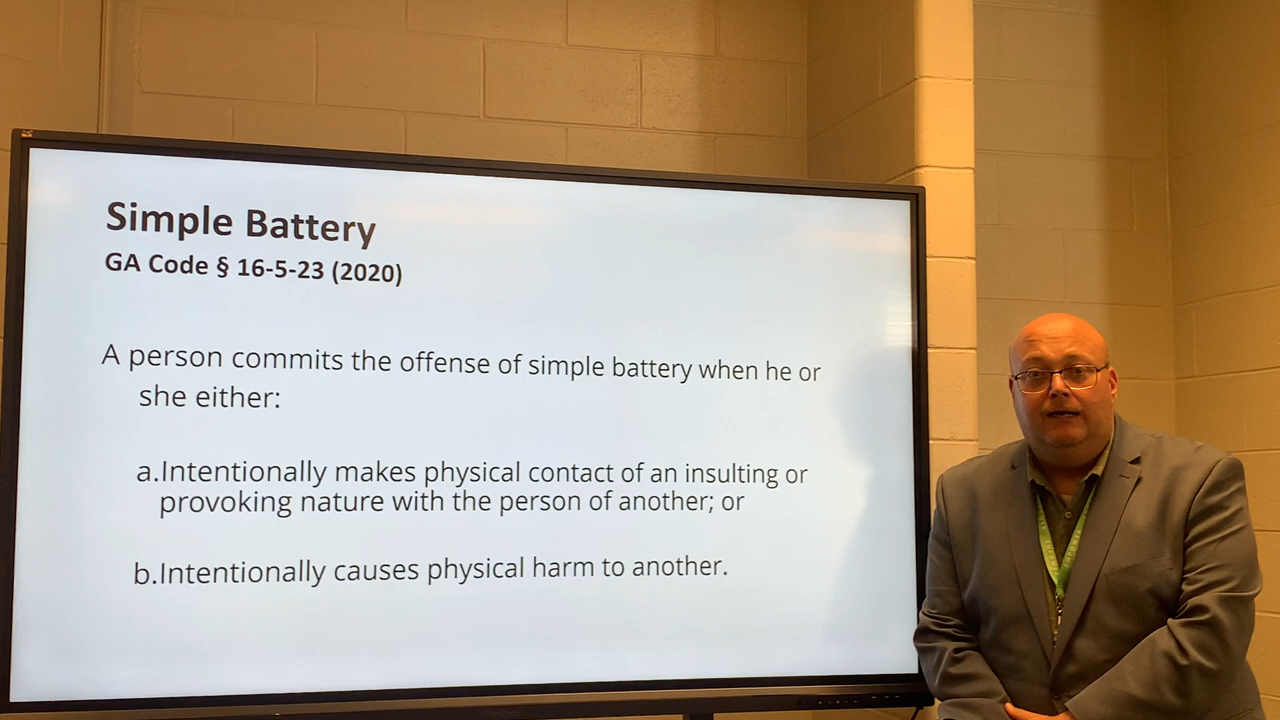 Simple Battery
GA Code § 16-5-23 (2020)
A person commits the offense of simple battery when he or
she either:
a.Intentionally makes physical contact of an insulting or
provoking nature with the person of another; or
b.Intentionally causes physical harm to another.